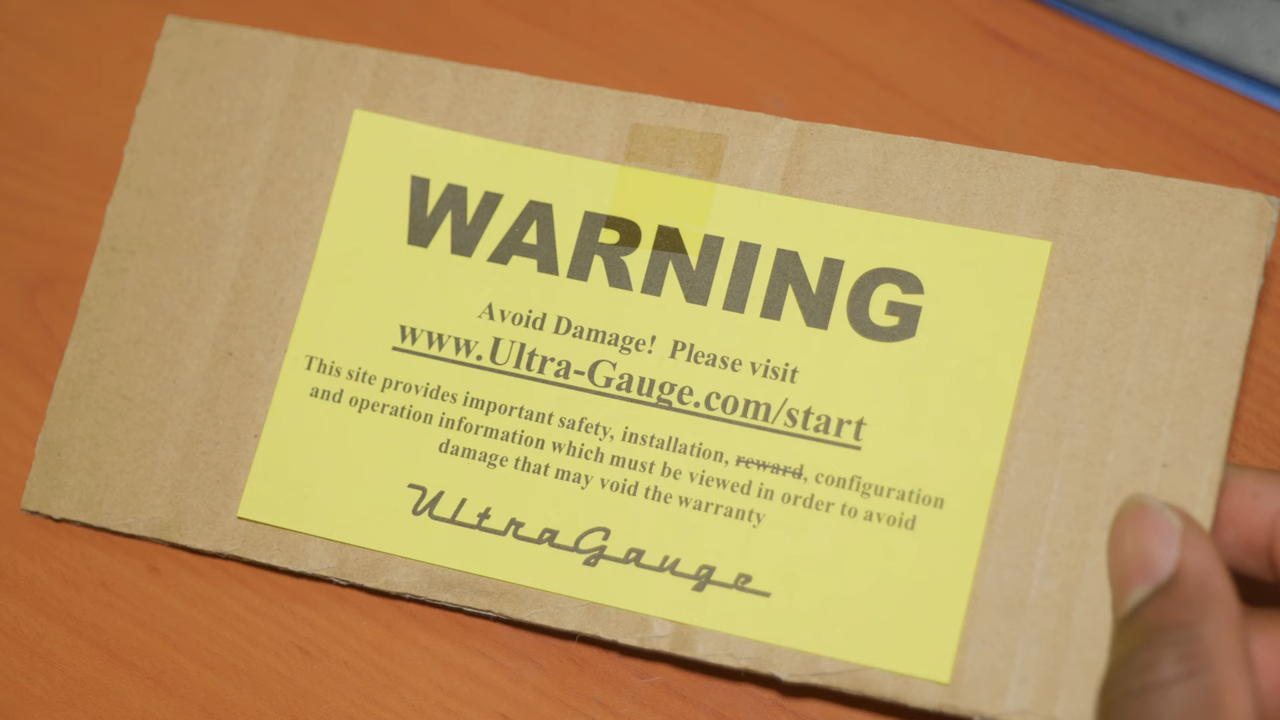 WARNING
Avoid Damage! Please visit
www.Ultra-Gauge.com/start
This site provides important safety, installation, reward, configuration
and operation information which must be viewed in order to avoid
damage that may void the warranty
UltraGauge